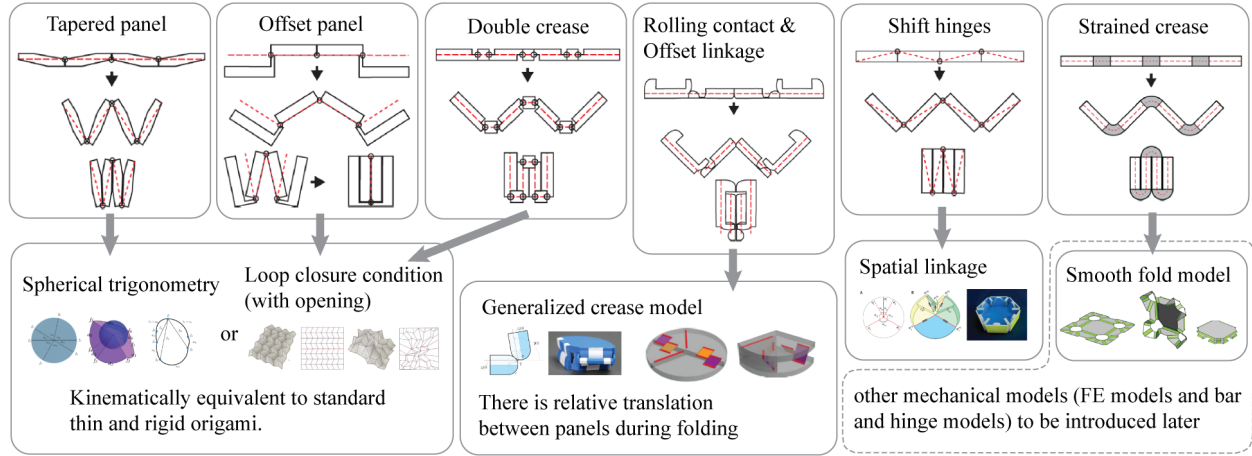 Tapered panel
Offset panel
Double crease
Rolling contact &
Offset linkage
Shift hinges
Strained crease
Spherical trigonometry
or
Loop closure condition
(with opening)
Kinematically equivalent to standard
thin and rigid origami.
Generalized crease model
There is relative translation
between panels during folding
Spatial linkage
Smooth fold model
other mechanical models (FE models and bar
and hinge models) to be introduced later